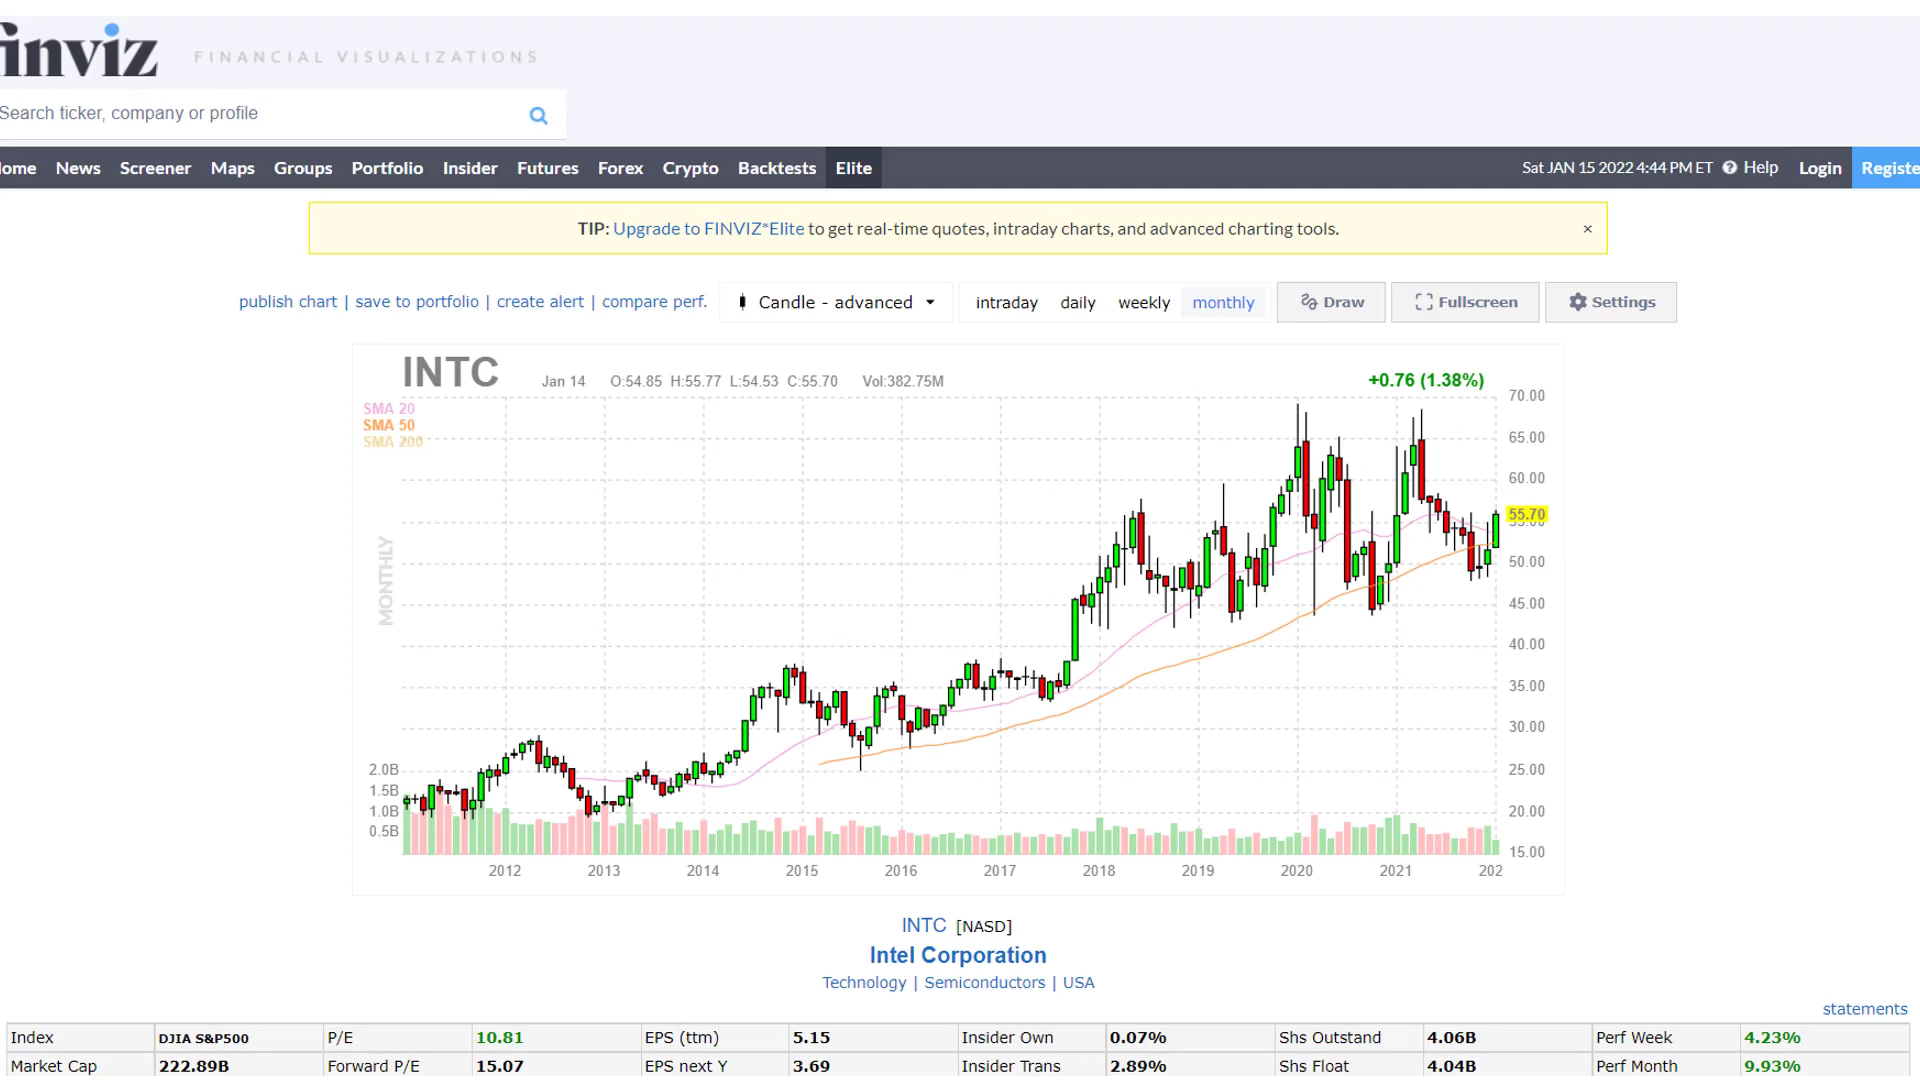 finviz FINANCIAL VISUALIZATIONS
Search ticker, company or profile
Home News Screener Maps Groups Portfolio Insider Futures Forex Crypto Backtests Elite Sat JAN 15 2022 4:44 PM ET Help Login Registe
TIP: Upgrade to FINVIZ*Elite to get real-time quotes, intraday charts, and advanced charting tools. ×
publish chart | save to portfolio | create alert | compare perf. Candle - advanced intraday daily weekly monthly Draw Fullscreen Settings
INTC Jan 14 O:54.85 H:55.77 L:54.53 C:55.70 Vol:382.75M +0.76 (1.38%)
SMA 20
SMA 50
SMA 200
MONTHLY
70.00
65.00
60.00
55.70
55.00
50.00
45.00
40.00
35.00
30.00
25.00
20.00
15.00
2.0B
1.5B
1.0B
0.5B
2012 2013 2014 2015 2016 2017 2018 2019 2020 2021 202
INTC [NASD]
Intel Corporation
Technology | Semiconductors | USA
statements
Index DJIA S&P500 P/E 10.81 EPS (ttm) 5.15 Insider Own 0.07% Shs Outstand 4.06B Perf Week 4.23%
Market Cap 222.89B Forward P/E 15.07 EPS next Y 3.69 Insider Trans 2.89% Shs Float 4.04B Perf Month 9.93%